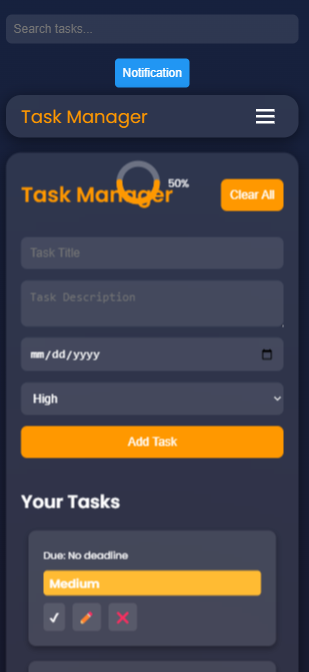 Search tasks...
Notification
Task Manager
Task Manager
50%
Clear All
Task Title
Task Description
mm/dd/yyyy
High
Add Task
Your Tasks
Due: No deadline
Medium